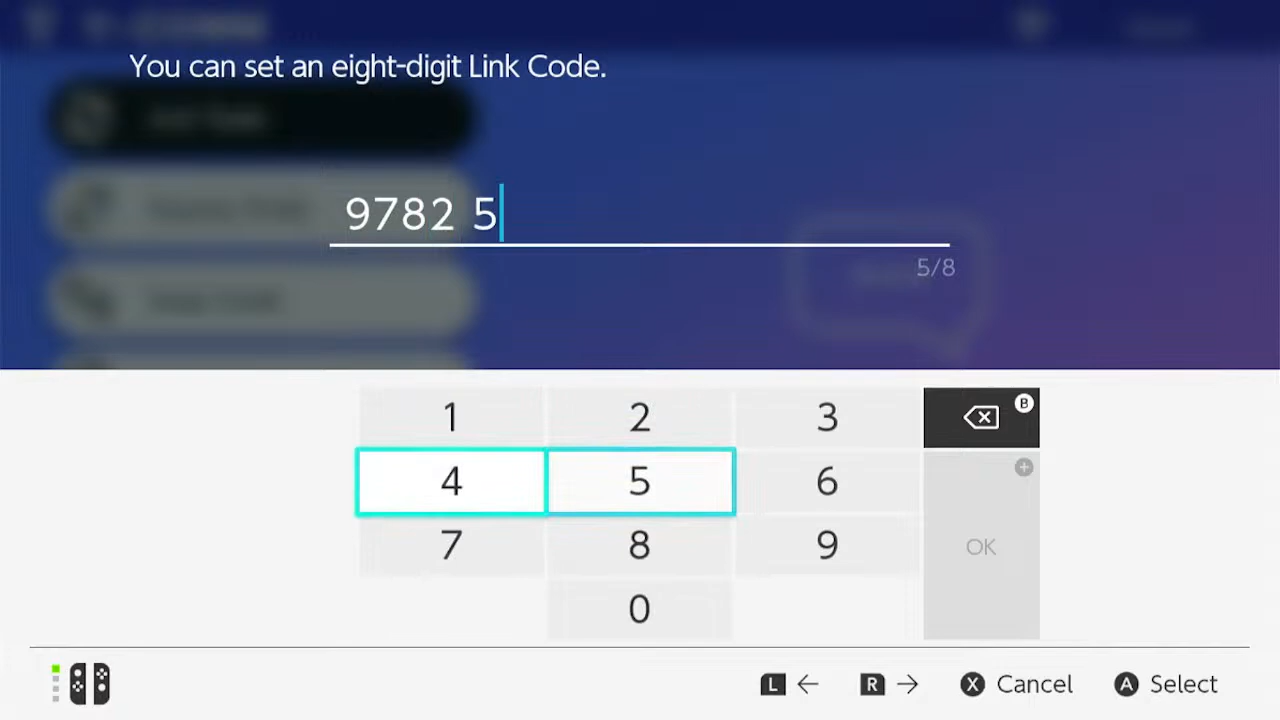 You can set an eight-digit Link Code.
9782 5
5/8
1 2 3
B
4 5 6
+
7 8 9
OK
0
L ← R → X Cancel A Select